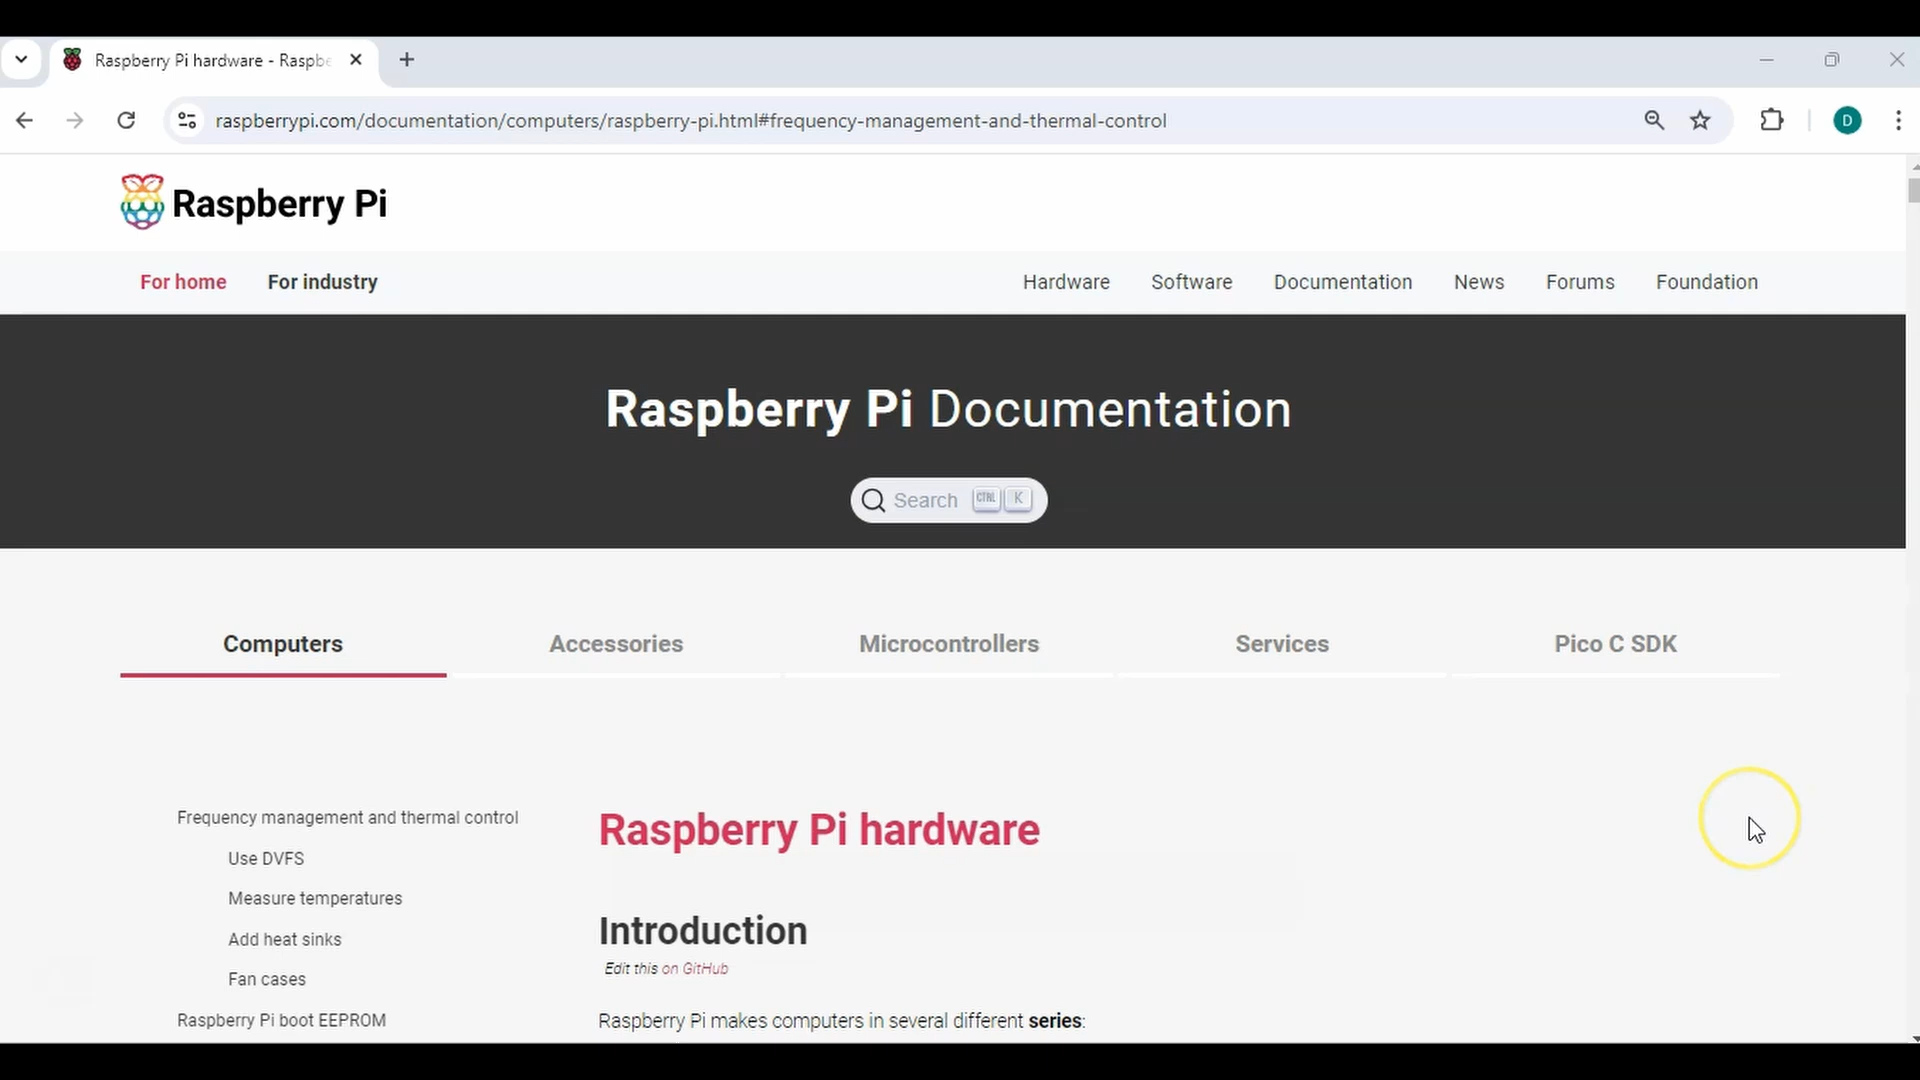 Raspberry Pi hardware - Raspbe
raspberrypi.com/documentation/computers/raspberry-pi.html#frequency-management-and-thermal-control
D
Raspberry Pi
For home For industry Hardware Software Documentation News Forums Foundation
Raspberry Pi Documentation
Search CTRL K
Computers Accessories Microcontrollers Services Pico C SDK
Frequency management and thermal control
Use DVFS
Measure temperatures
Add heat sinks
Fan cases
Raspberry Pi boot EEPROM
Raspberry Pi hardware
Introduction
Edit this on GitHub
Raspberry Pi makes computers in several different series: